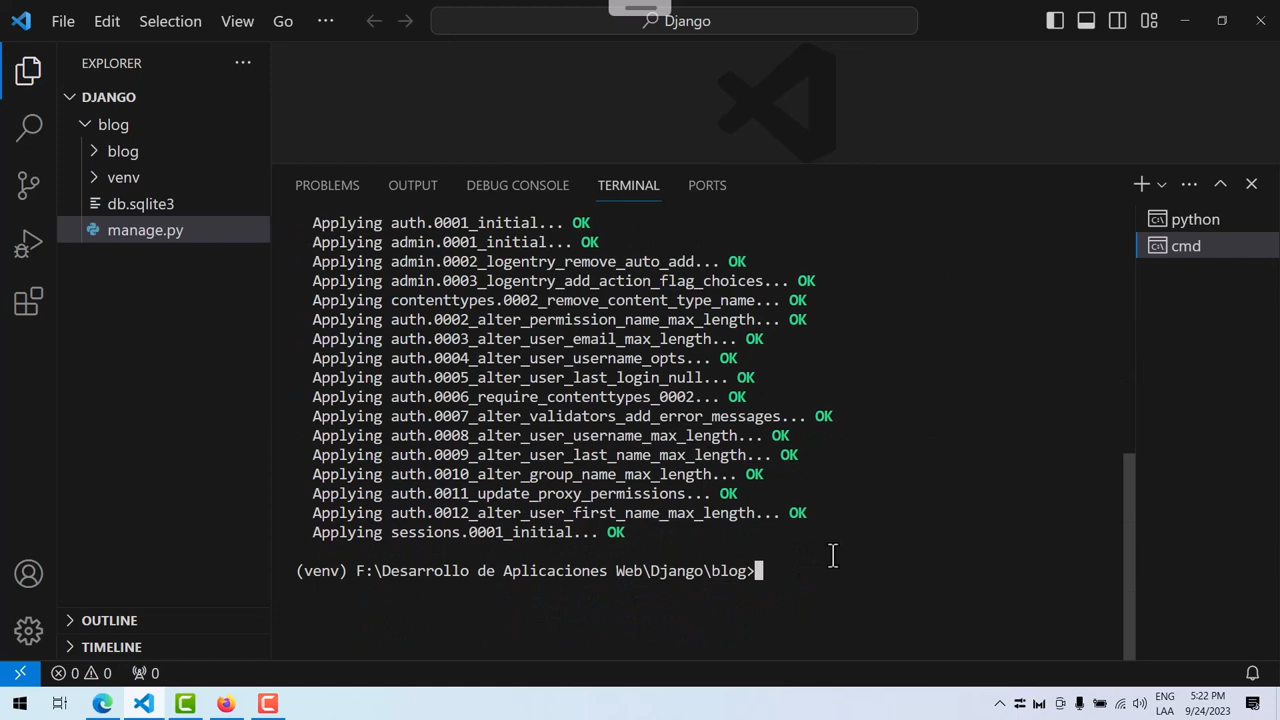 File Edit Selection View Go ··· Django
EXPLORER ···
DJANGO
blog
blog
venv
db.sqlite3
manage.py
OUTLINE
TIMELINE
PROBLEMS OUTPUT DEBUG CONSOLE TERMINAL PORTS
Applying auth.0001_initial... OK
Applying admin.0001_initial... OK
Applying admin.0002_logentry_remove_auto_add... OK
Applying admin.0003_logentry_add_action_flag_choices... OK
Applying contenttypes.0002_remove_content_type_name... OK
Applying auth.0002_alter_permission_name_max_length... OK
Applying auth.0003_alter_user_email_max_length... OK
Applying auth.0004_alter_user_username_opts... OK
Applying auth.0005_alter_user_last_login_null... OK
Applying auth.0006_require_contenttypes_0002... OK
Applying auth.0007_alter_validators_add_error_messages... OK
Applying auth.0008_alter_user_username_max_length... OK
Applying auth.0009_alter_user_last_name_max_length... OK
Applying auth.0010_alter_group_name_max_length... OK
Applying auth.0011_update_proxy_permissions... OK
Applying auth.0012_alter_user_first_name_max_length... OK
Applying sessions.0001_initial... OK
(venv) F:\Desarrollo de Aplicaciones Web\Django\blog>
python
cmd
0 0 0
ENG 5:22 PM
LAA 9/24/2023